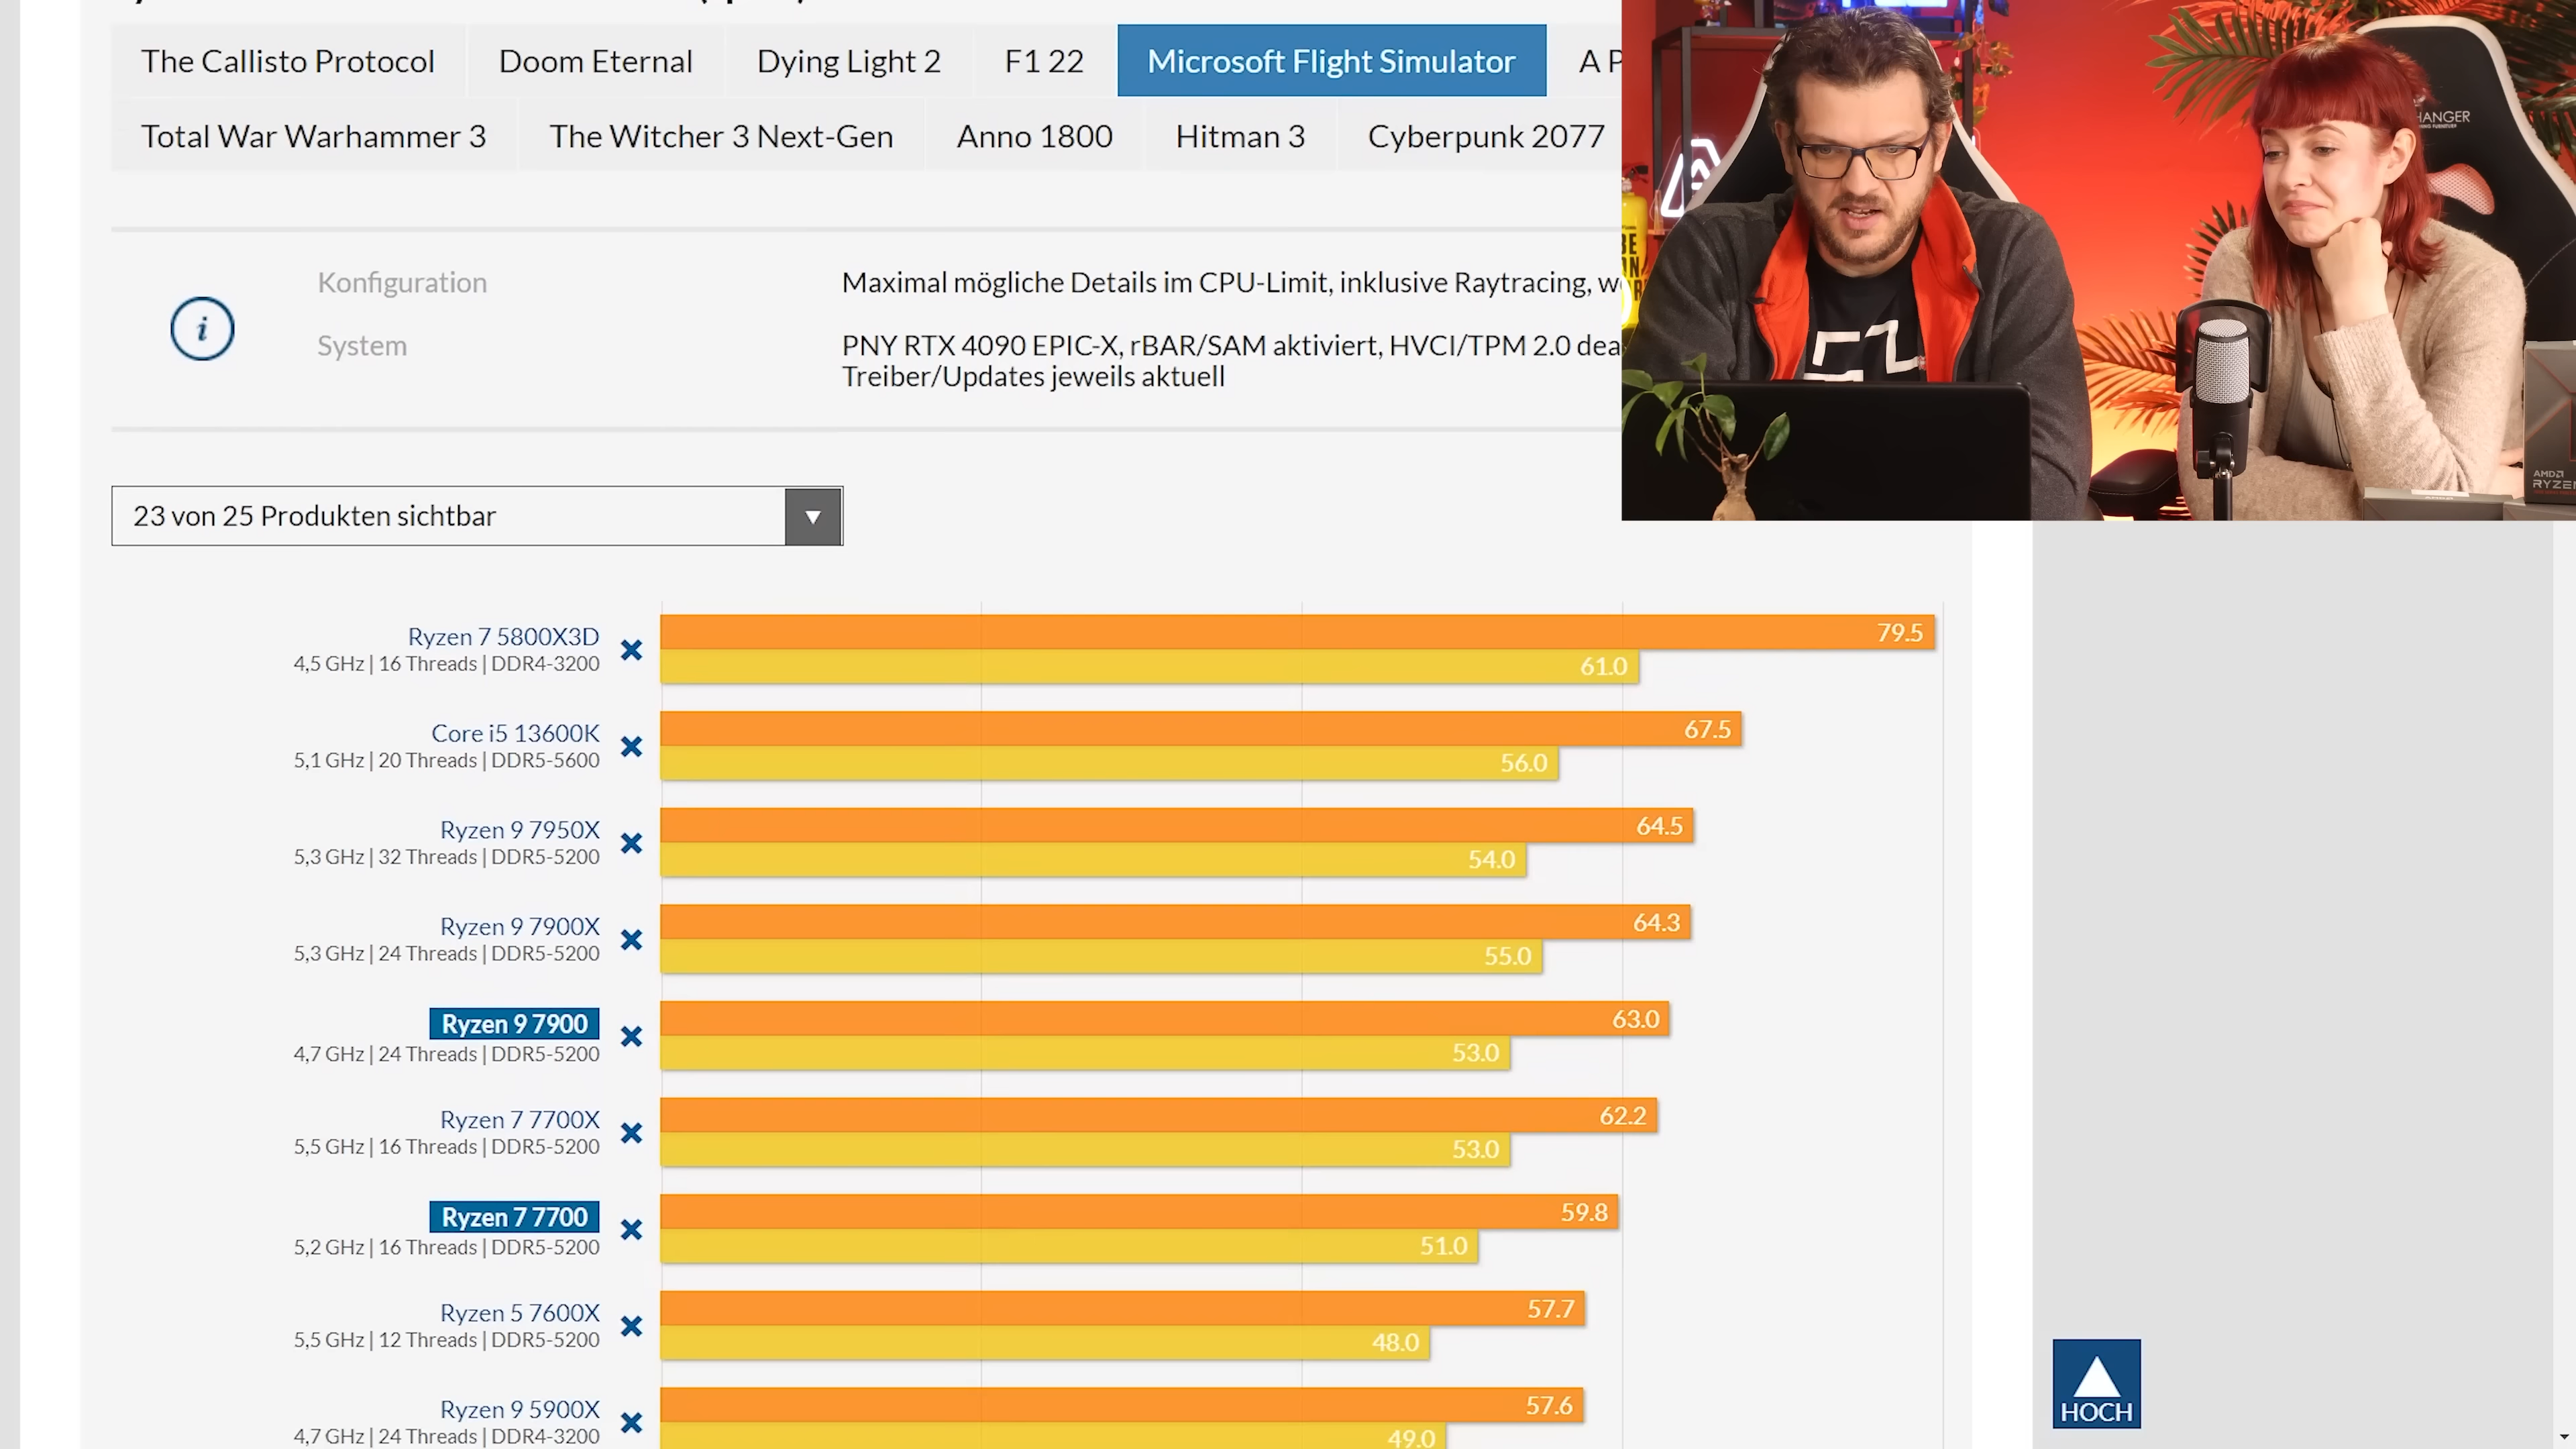 The Callisto Protocol
Doom Eternal
Dying Light 2
F1 22
Microsoft Flight Simulator
A P
Total War Warhammer 3
The Witcher 3 Next-Gen
Anno 1800
Hitman 3
Cyberpunk 2077
Konfiguration
Maximal mögliche Details im CPU-Limit, inklusive Raytracing, w
System
PNY RTX 4090 EPIC-X, rBAR/SAM aktiviert, HVCI/TPM 2.0 dea
Treiber/Updates jeweils aktuell
23 von 25 Produkten sichtbar
Ryzen 7 5800X3D
4,5 GHz | 16 Threads | DDR4-3200
79.5
61.0
Core i5 13600K
5,1 GHz | 20 Threads | DDR5-5600
67.5
56.0
Ryzen 9 7950X
5,3 GHz | 32 Threads | DDR5-5200
64.5
54.0
Ryzen 9 7900X
5,3 GHz | 24 Threads | DDR5-5200
64.3
55.0
Ryzen 9 7900
4,7 GHz | 24 Threads | DDR5-5200
63.0
53.0
Ryzen 7 7700X
5,5 GHz | 16 Threads | DDR5-5200
62.2
53.0
Ryzen 7 7700
5,2 GHz | 16 Threads | DDR5-5200
59.8
51.0
Ryzen 5 7600X
5,5 GHz | 12 Threads | DDR5-5200
57.7
48.0
Ryzen 9 5900X
4,7 GHz | 24 Threads | DDR4-3200
57.6
49.0
HOCH
HANGER
AMD
RYZEN